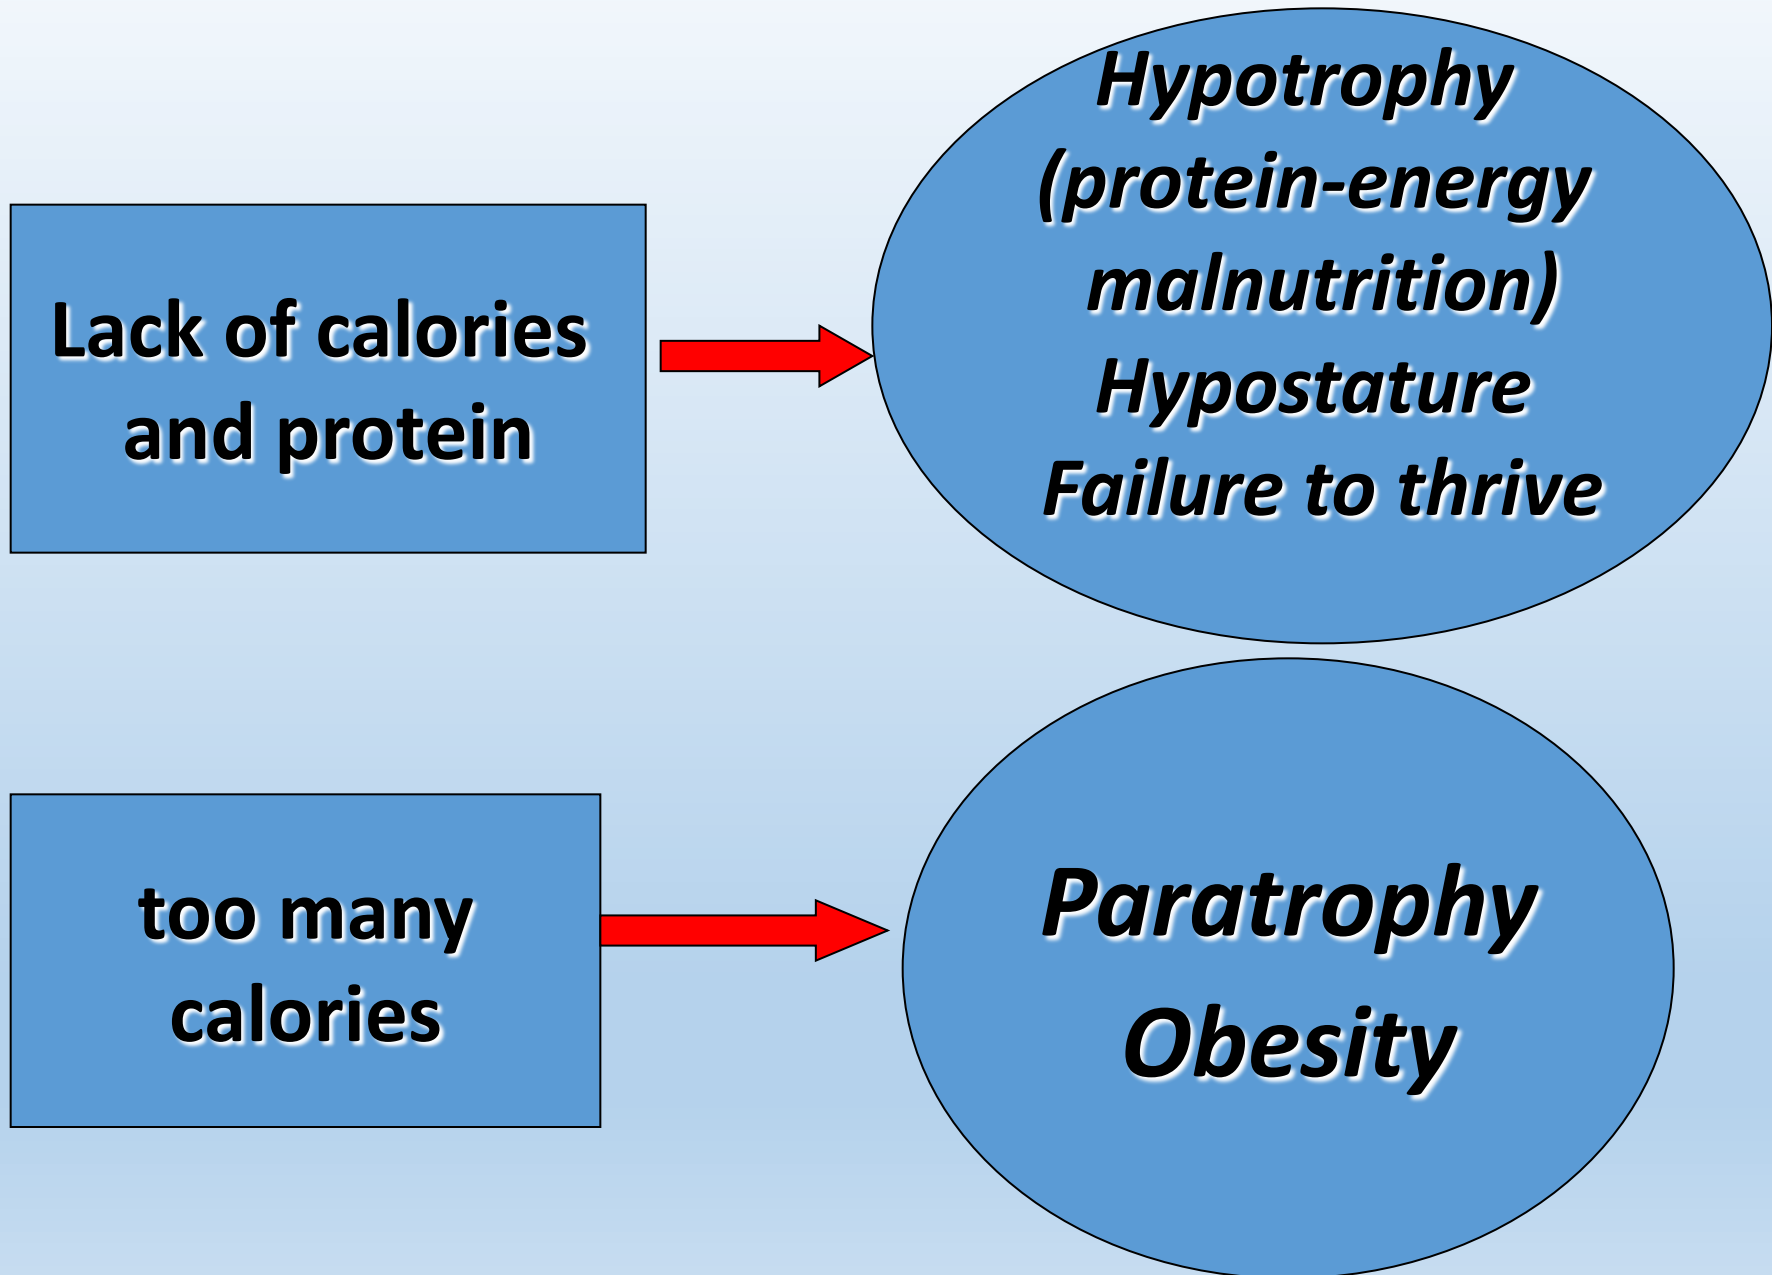 Lack of calories
and protein
Hypotrophy
(protein-energy
malnutrition)
Hypostature
Failure to thrive
too many
calories
Paratrophy
Obesity